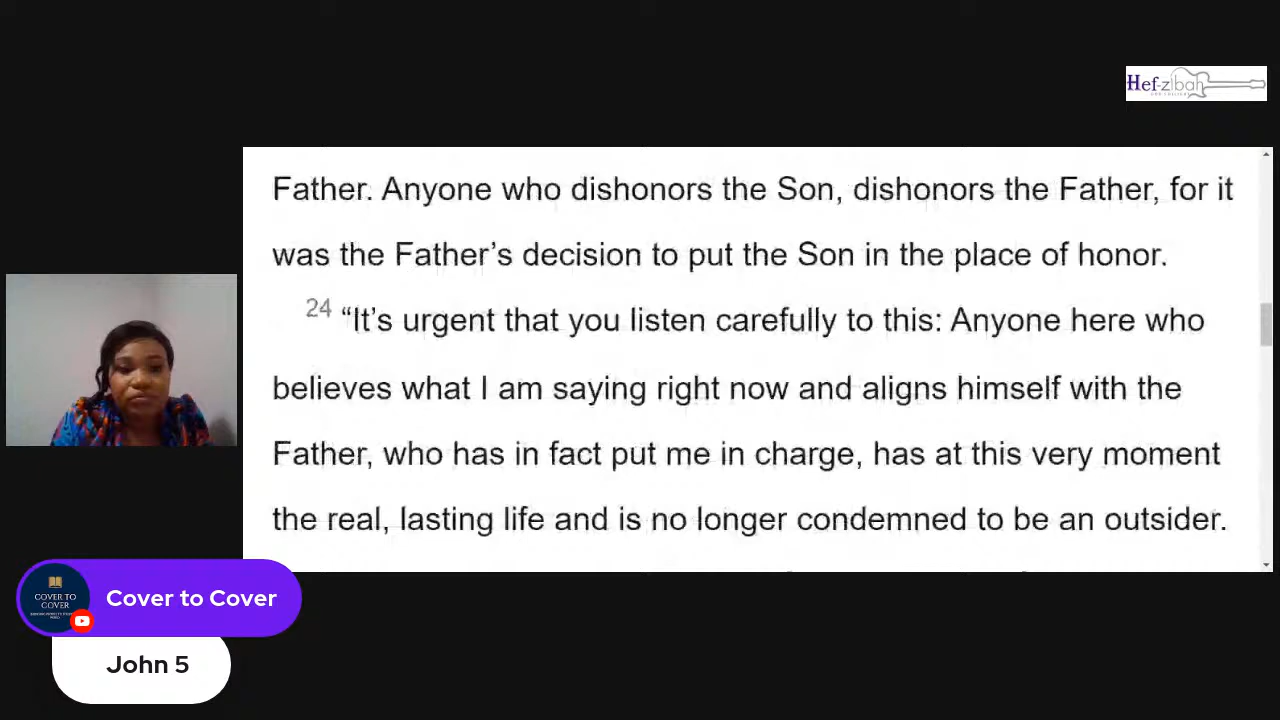 Hef-zibah
Father. Anyone who dishonors the Son, dishonors the Father, for it
was the Father’s decision to put the Son in the place of honor.
24 “It’s urgent that you listen carefully to this: Anyone here who
believes what I am saying right now and aligns himself with the
Father, who has in fact put me in charge, has at this very moment
the real, lasting life and is no longer condemned to be an outsider.
COVER TO
COVER
Cover to Cover
John 5